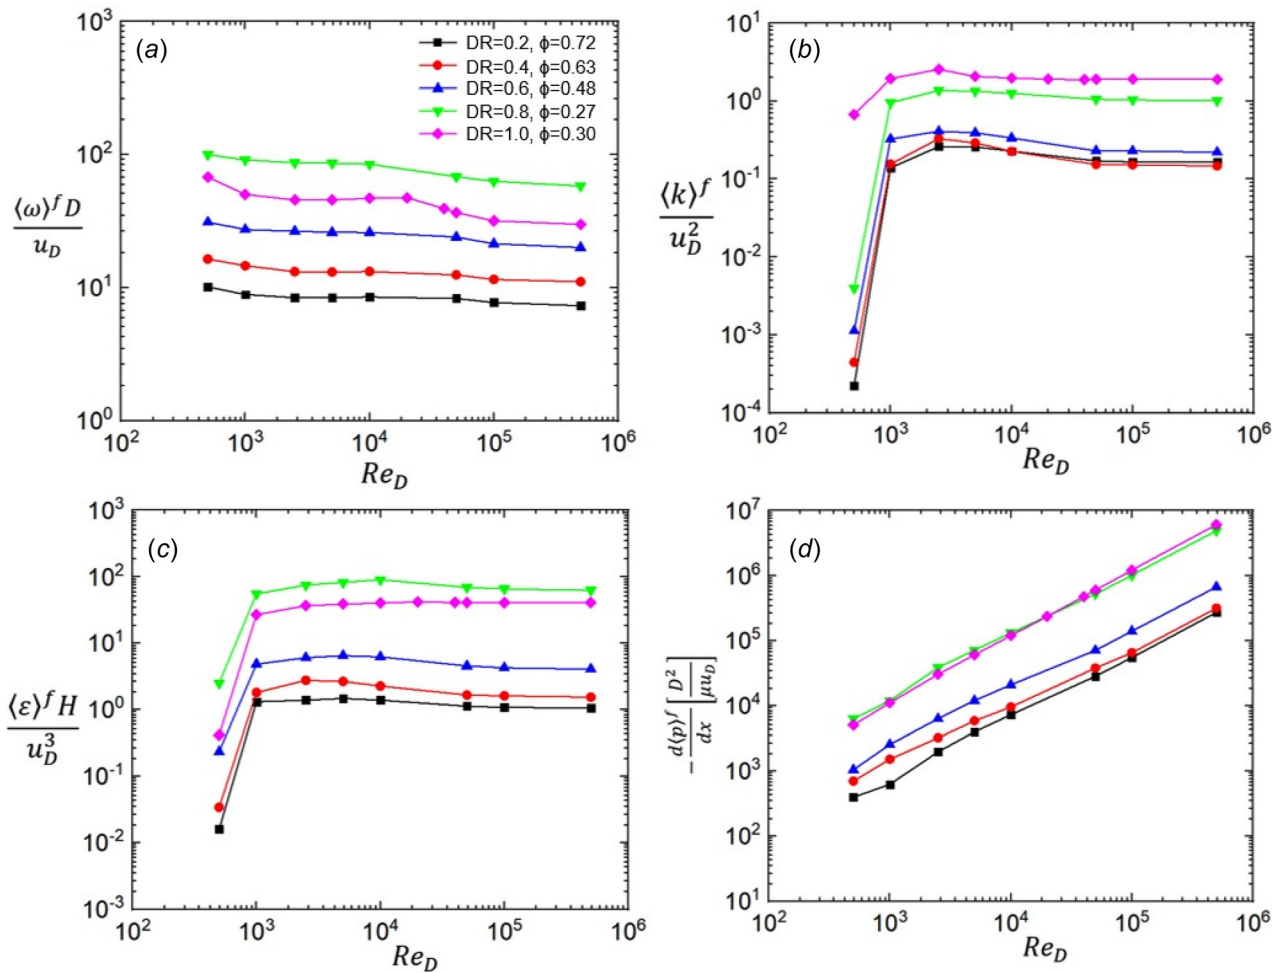 (a)
DR=0.2, ϕ=0.72
DR=0.4, ϕ=0.63
DR=0.6, ϕ=0.48
DR=0.8, ϕ=0.27
DR=1.0, ϕ=0.30
10³
10²
10¹
10⁰
⟨ω⟩ᶠD
u_D
10² 10³ 10⁴ 10⁵ 10⁶
Re_D
(b)
10¹
10⁰
10⁻¹
10⁻²
10⁻³
10⁻⁴
⟨k⟩ᶠ
u_D²
10² 10³ 10⁴ 10⁵ 10⁶
Re_D
(c)
10³
10²
10¹
10⁰
10⁻¹
10⁻²
10⁻³
⟨ε⟩ᶠH
u_D³
10² 10³ 10⁴ 10⁵ 10⁶
Re_D
(d)
10⁷
10⁶
10⁵
10⁴
10³
10²
10¹
−d⟨p⟩ᶠ/dx [D²/μu_D]
10² 10³ 10⁴ 10⁵ 10⁶
Re_D